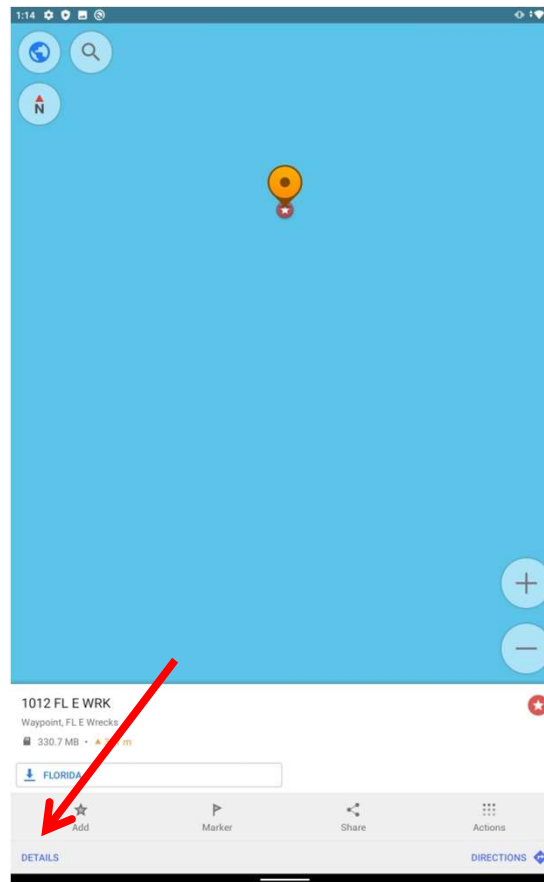 1:14
N
1012 FL E WRK
Waypoint, FL E Wrecks
330.7 MB • m
FLORIDA
Add Marker Share Actions
DETAILS DIRECTIONS